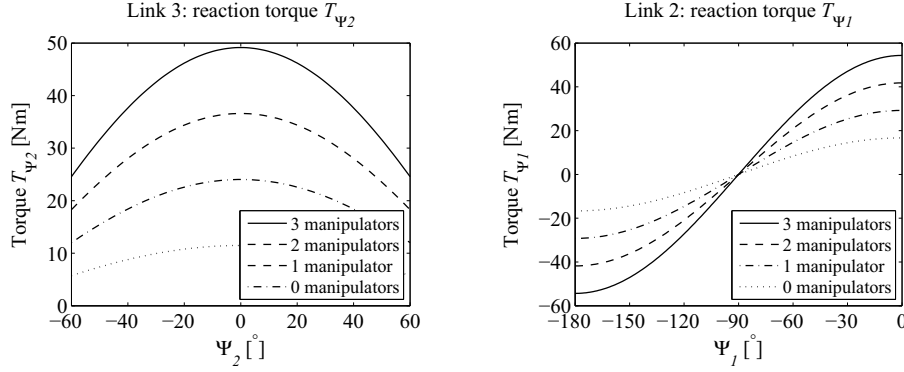 Link 3: reaction torque T_Ψ2
Torque T_Ψ2 [Nm]
50
40
30
20
10
0
−60 −40 −20 0 20 40 60
Ψ_2 [°]
3 manipulators
2 manipulators
1 manipulator
0 manipulators
Link 2: reaction torque T_Ψ1
Torque T_Ψ1 [Nm]
60
40
20
0
−20
−40
−60
−180 −150 −120 −90 −60 −30 0
Ψ_1 [°]
3 manipulators
2 manipulators
1 manipulator
0 manipulators